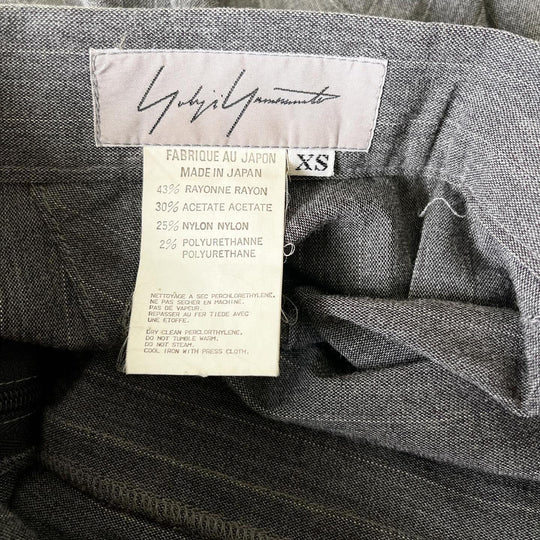 Yohji Yamamoto
XS
FABRIQUE AU JAPON
MADE IN JAPAN
43% RAYONNE RAYON
30% ACETATE ACETATE
25% NYLON NYLON
2% POLYURETHANNE
POLYURETHANE
NETTOYAGE A SEC PERCHLORETHYLENE.
NE PAS SECHER EN MACHINE.
PAS DE VAPEUR.
REPASSER AU FER TIEDE AVEC
UNE ETOFFE.
DRY CLEAN PERCLORTHYLENE.
DO NOT TUMBLE WARM.
DO NOT STEAM.
COOL IRON WITH PRESS CLOTH.